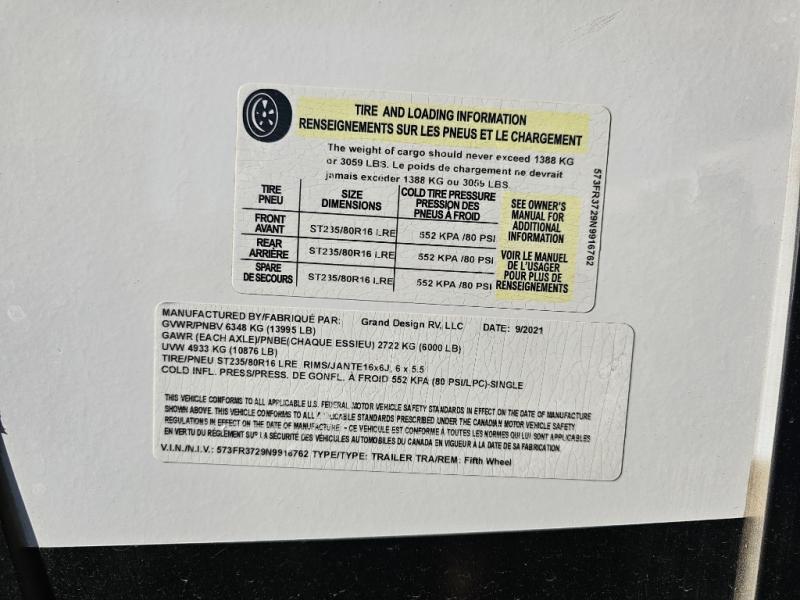 TIRE AND LOADING INFORMATION
RENSEIGNEMENTS SUR LES PNEUS ET LE CHARGEMENT
The weight of cargo should never exceed 1388 KG
or 3059 LBS. Le poids de chargement ne devrait
jamais excéder 1388 KG ou 3059 LBS.
TIRE PNEU
SIZE DIMENSIONS
COLD TIRE PRESSURE PRESSION DES PNEUS À FROID
FRONT AVANT
ST235/80R16 LRE
552 KPA /80 PSI
REAR ARRIÈRE
ST235/80R16 LRE
552 KPA /80 PSI
SPARE DE SECOURS
ST235/80R16 LRE
552 KPA /80 PSI
SEE OWNER'S
MANUAL FOR
ADDITIONAL
INFORMATION
VOIR LE MANUEL
DE L'USAGER
POUR PLUS DE
RENSEIGNEMENTS
573FR3729N9916762
MANUFACTURED BY/FABRIQUÉ PAR: Grand Design RV, LLC DATE: 9/2021
GVWR/PNBV 6348 KG (13995 LB)
GAWR (EACH AXLE)/PNBE(CHAQUE ESSIEU) 2722 KG (6000 LB)
UVW 4933 KG (10876 LB)
TIRE/PNEU ST235/80R16 LRE RIMS/JANTE16x6J, 6 x 5.5
COLD INFL. PRESS/PRESS. DE GONFL. À FROID 552 KPA (80 PSI/LPC)-SINGLE
THIS VEHICLE CONFORMS TO ALL APPLICABLE U.S. FEDERAL MOTOR VEHICLE SAFETY STANDARDS IN EFFECT ON THE DATE OF MANUFACTURE
SHOWN ABOVE. THIS VEHICLE CONFORMS TO ALL APPLICABLE STANDARDS PRESCRIBED UNDER THE CANADIAN MOTOR VEHICLE SAFETY
REGULATIONS IN EFFECT ON THE DATE OF MANUFACTURE. - CE VEHICULE EST CONFORME À TOUTES LES NORMES QUI LUI SONT APPLICABLES
EN VERTU DU RÈGLEMENT SUR LA SÉCURITÉ DES VÉHICULES AUTOMOBILES DU CANADA EN VIGUEUR À LA DATE DE SA FABRICATION.
V.I.N./N.I.V.: 573FR3729N9916762 TYPE/TYPE: TRAILER TRA/REM: Fifth Wheel